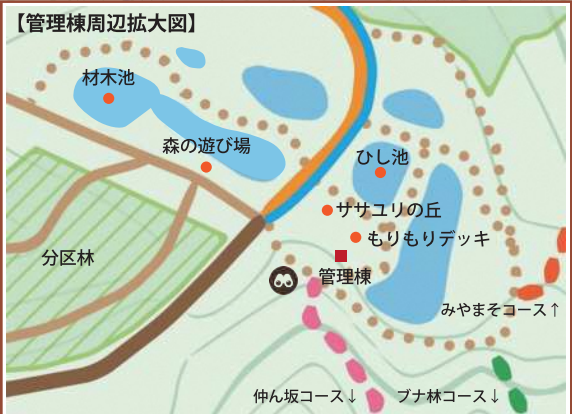 【管理棟周辺拡大図】
材木池
森の遊び場
ひし池
ササユリの丘
もりもりデッキ
分区林
管理棟
みやまそコース↑
仲ん坂コース↓
ブナ林コース↓